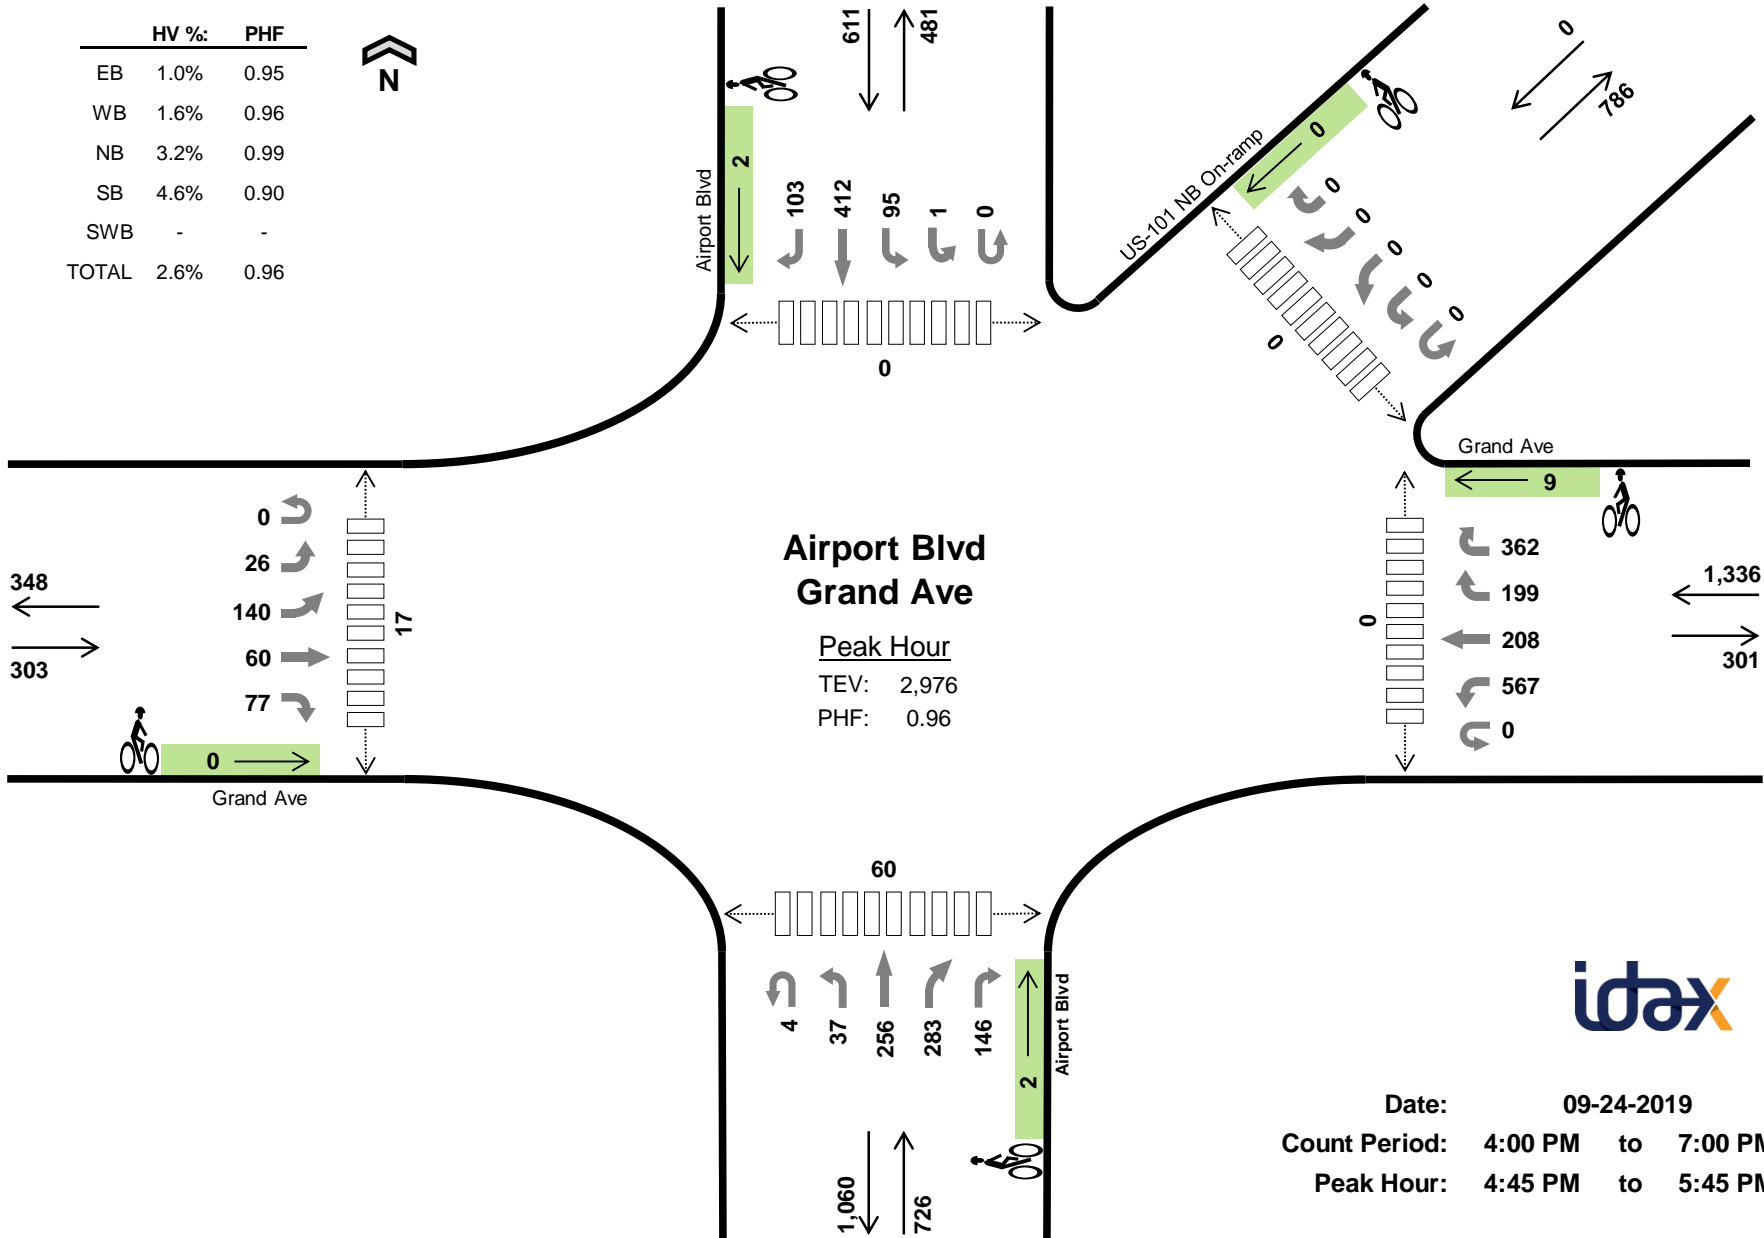 HV %: PHF
EB 1.0% 0.95
WB 1.6% 0.96
NB 3.2% 0.99
SB 4.6% 0.90
SWB - -
TOTAL 2.6% 0.96
N
611
481
0
786
Airport Blvd
2
103 412 95 1 0
0
US-101 NB On-ramp
0
0
0
0
0
0
0
Grand Ave
9
348
303
0
26
140
60
77
17
0
Grand Ave
Airport Blvd
Grand Ave
Peak Hour
TEV: 2,976
PHF: 0.96
0
362
199
208
567
0
1,336
301
60
4 37 256 283 146
2
Airport Blvd
1,060
726
idax
Date: 09-24-2019
Count Period: 4:00 PM to 7:00 PM
Peak Hour: 4:45 PM to 5:45 PM